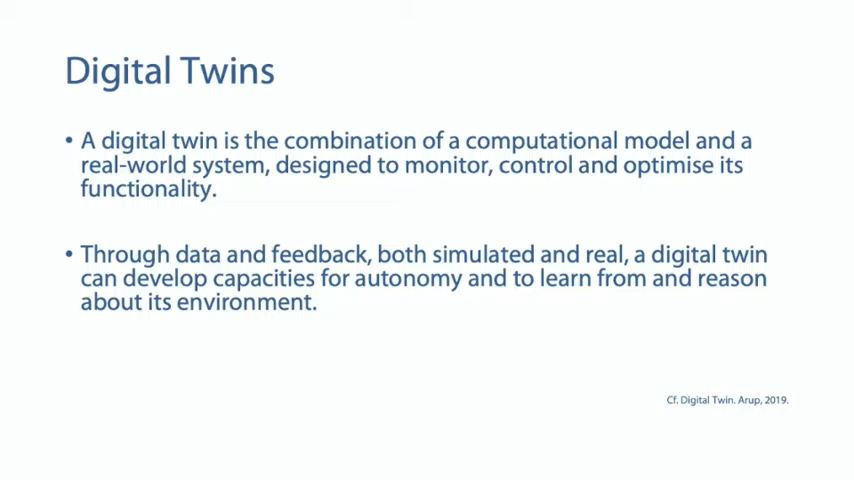 Digital Twins
• A digital twin is the combination of a computational model and a
real-world system, designed to monitor, control and optimise its
functionality.
• Through data and feedback, both simulated and real, a digital twin
can develop capacities for autonomy and to learn from and reason
about its environment.
Cf. Digital Twin. Arup, 2019.